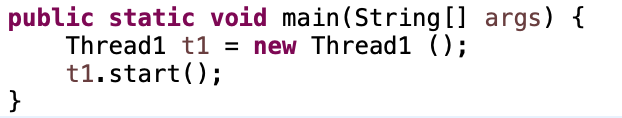 public static void main(String[] args) {
    Thread1 t1 = new Thread1 ();
    t1.start();
}